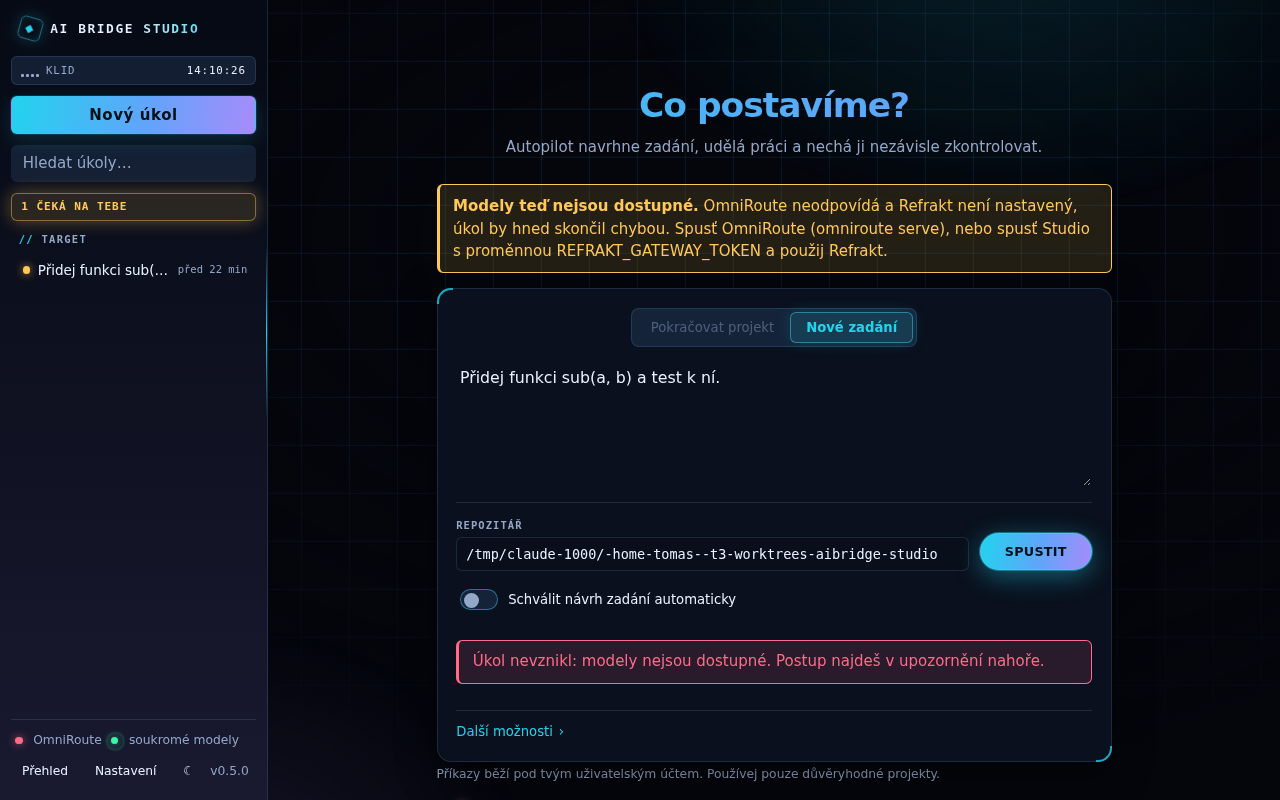 AI BRIDGE STUDIO
KLID 14:10:26
Nový úkol
Hledat úkoly…
1 ČEKÁ NA TEBE
// TARGET
Přidej funkci sub(… před 22 min
OmniRoute soukromé modely
Přehled Nastavení ☾ v0.5.0
Co postavíme?
Autopilot navrhne zadání, udělá práci a nechá ji nezávisle zkontrolovat.
Modely teď nejsou dostupné. OmniRoute neodpovídá a Refrakt není nastavený,
úkol by hned skončil chybou. Spusť OmniRoute (omniroute serve), nebo spusť Studio
s proměnnou REFRAKT_GATEWAY_TOKEN a použij Refrakt.
Pokračovat projekt Nové zadání
Přidej funkci sub(a, b) a test k ní.
REPOZITÁŘ
/tmp/claude-1000/-home-tomas--t3-worktrees-aibridge-studio
SPUSTIT
Schválit návrh zadání automaticky
Úkol nevznikl: modely nejsou dostupné. Postup najdeš v upozornění nahoře.
Další možnosti ›
Příkazy běží pod tvým uživatelským účtem. Používej pouze důvěryhodné projekty.